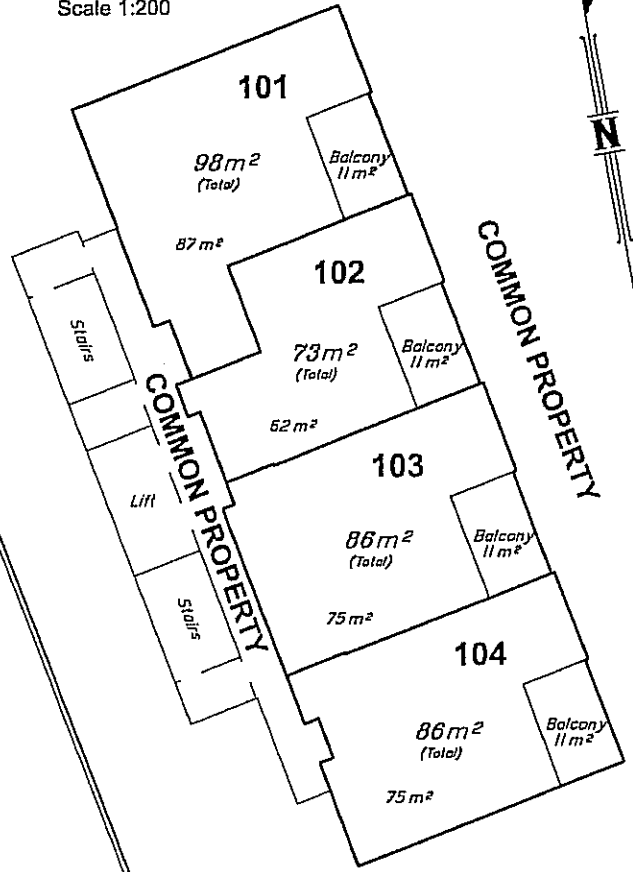 Scale 1:200
N
101
98m²
(Total)
Balcony
11m²
87m²
COMMON PROPERTY
102
73m²
(Total)
Balcony
11m²
62m²
Stairs
COMMON PROPERTY
103
Lift
86m²
(Total)
Balcony
11m²
75m²
Stairs
104
86m²
(Total)
Balcony
11m²
75m²